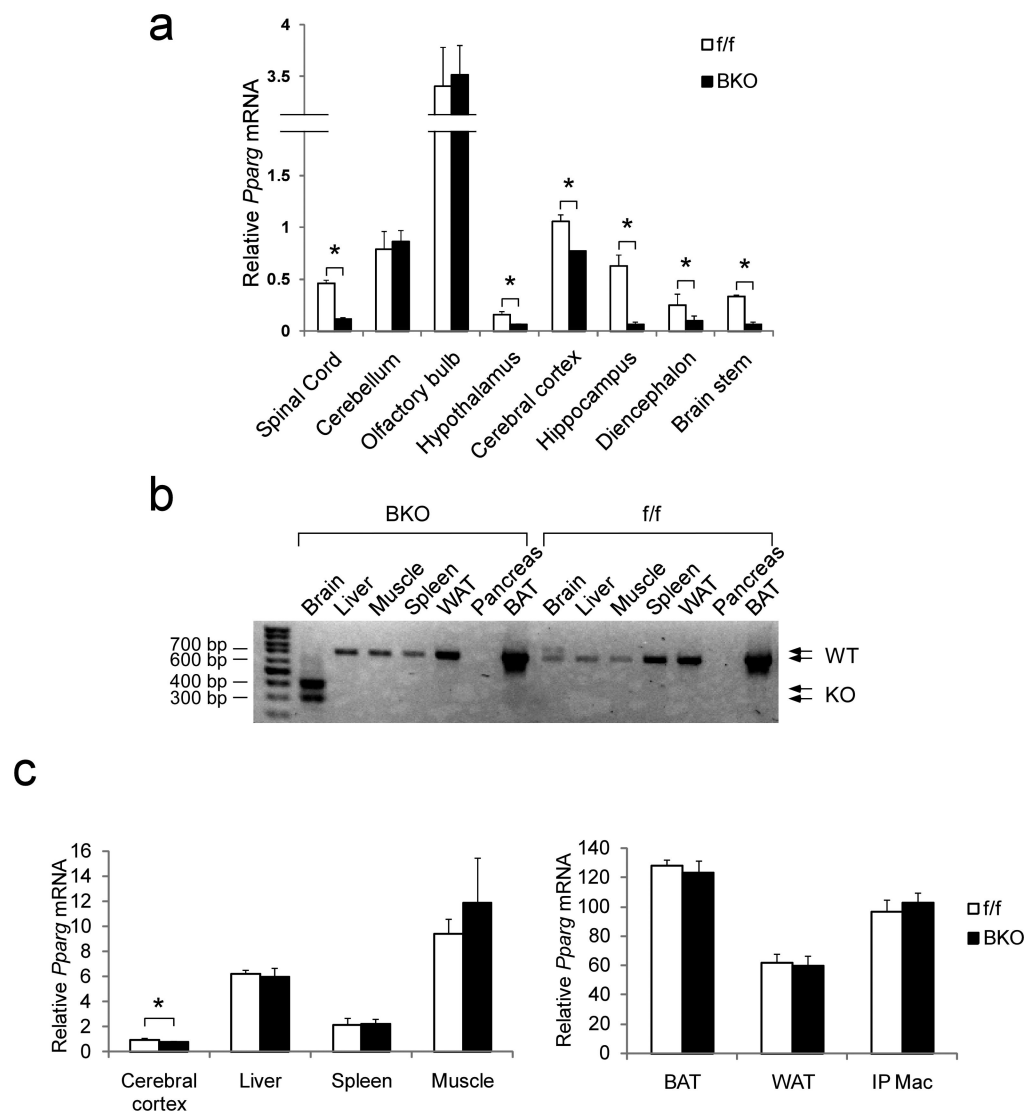 a
4
3.5
1.5
1
0.5
0
Relative Pparg mRNA
f/f
BKO
*
*
*
*
*
*
Spinal Cord
Cerebellum
Olfactory bulb
Hypothalamus
Cerebral cortex
Hippocampus
Diencephalon
Brain stem
b
BKO
f/f
Brain
Liver
Muscle
Spleen
WAT
Pancreas
BAT
Brain
Liver
Muscle
Spleen
WAT
Pancreas
BAT
700 bp
600 bp
400 bp
300 bp
WT
KO
c
Relative Pparg mRNA
16
14
12
10
8
6
4
2
0
*
Cerebral cortex
Liver
Spleen
Muscle
Relative Pparg mRNA
140
120
100
80
60
40
20
0
BAT
WAT
IP Mac
f/f
BKO